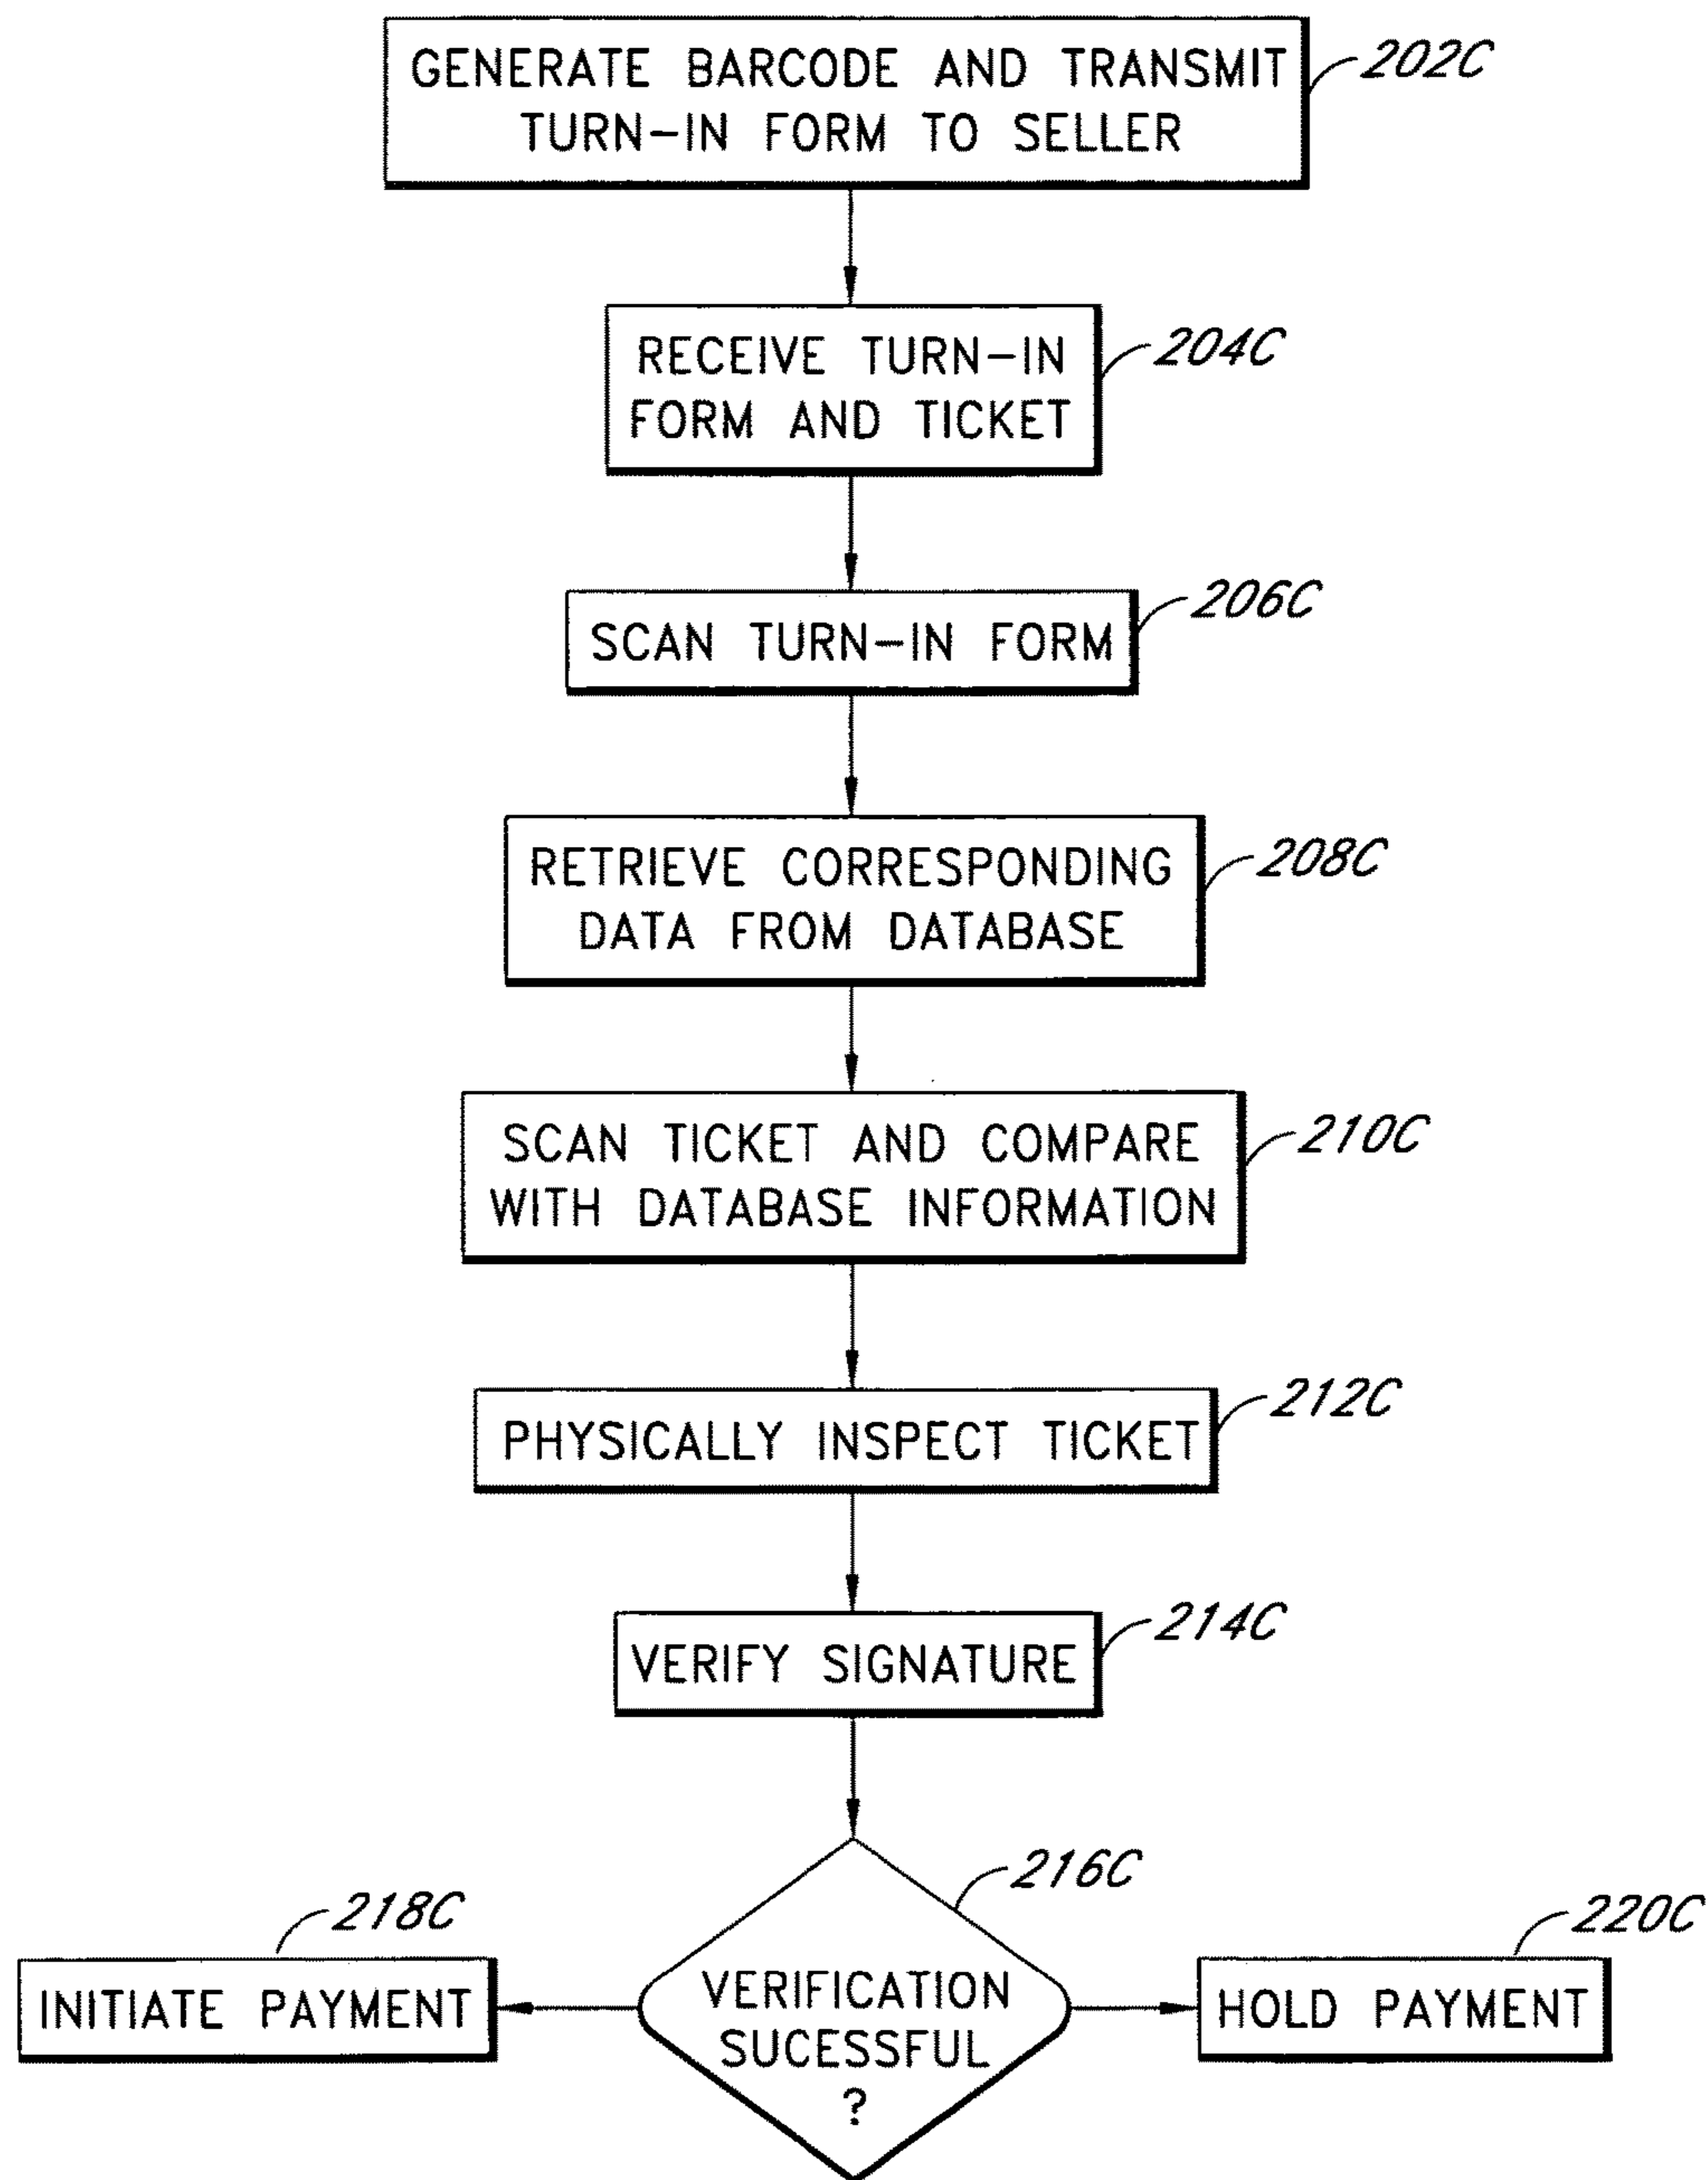 GENERATE BARCODE AND TRANSMIT
TURN-IN FORM TO SELLER
202C
RECEIVE TURN-IN
FORM AND TICKET
204C
SCAN TURN-IN FORM
206C
RETRIEVE CORRESPONDING
DATA FROM DATABASE
208C
SCAN TICKET AND COMPARE
WITH DATABASE INFORMATION
210C
PHYSICALLY INSPECT TICKET
212C
VERIFY SIGNATURE
214C
VERIFICATION
SUCESSFUL
?
216C
INITIATE PAYMENT
218C
HOLD PAYMENT
220C